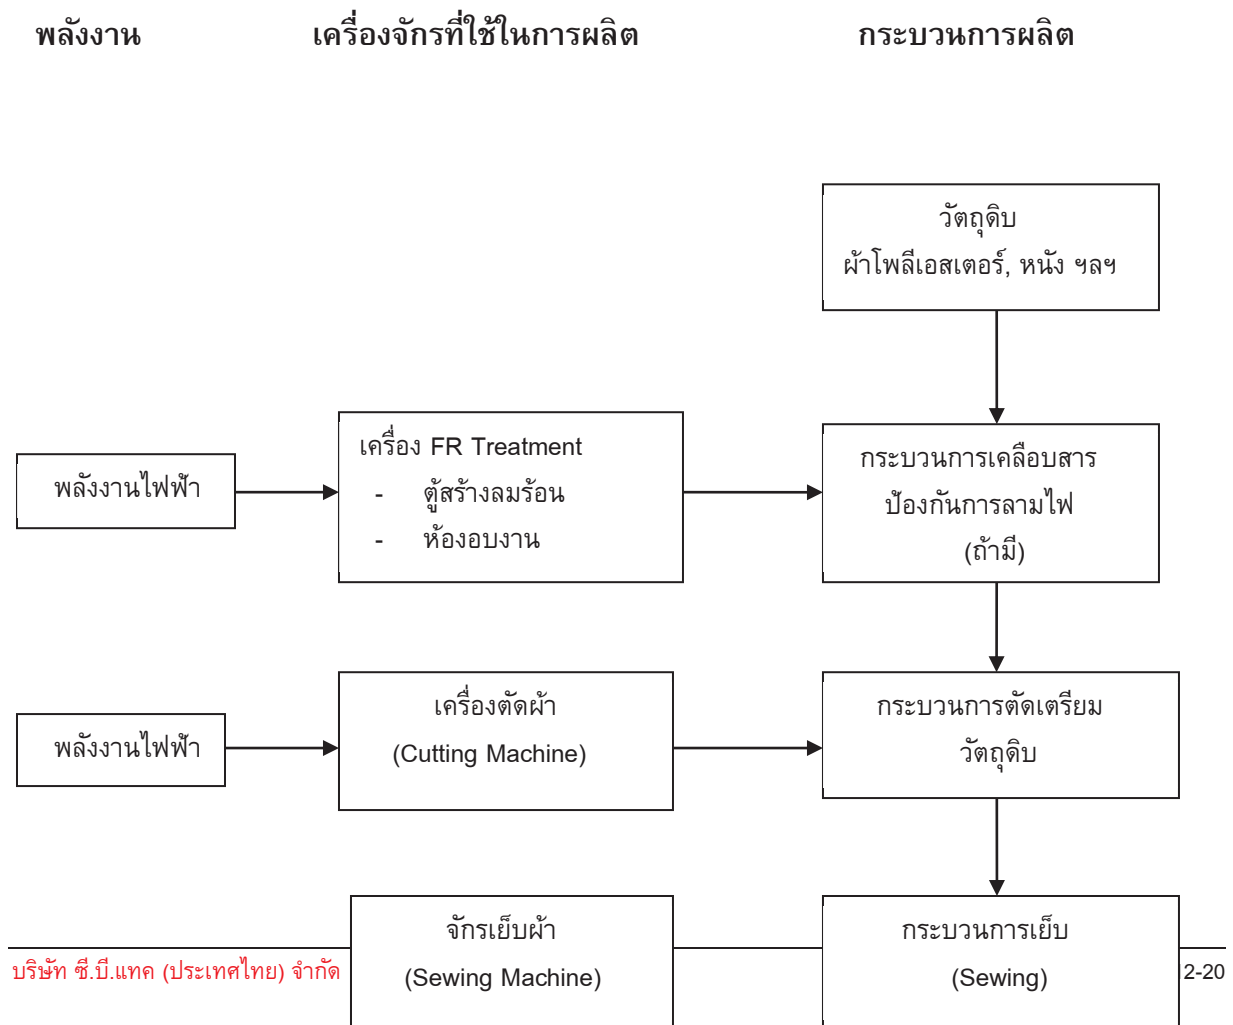 พลังงาน เครื่องจักรที่ใช้ในการผลิต กระบวนการผลิต
วัตถุดิบ
ผ้าโพลีเอสเตอร์, หนัง ฯลฯ
พลังงานไฟฟ้า
เครื่อง FR Treatment
- ตู้สร้างลมร้อน
- ห้องอบงาน
กระบวนการเคลือบสาร
ป้องกันการลามไฟ
(ถ้ามี)
พลังงานไฟฟ้า
เครื่องตัดผ้า
(Cutting Machine)
กระบวนการตัดเตรียม
วัตถุดิบ
จักรเย็บผ้า
(Sewing Machine)
กระบวนการเย็บ
(Sewing)
บริษัท ซี.บี.แทค (ประเทศไทย) จำกัด
2-20